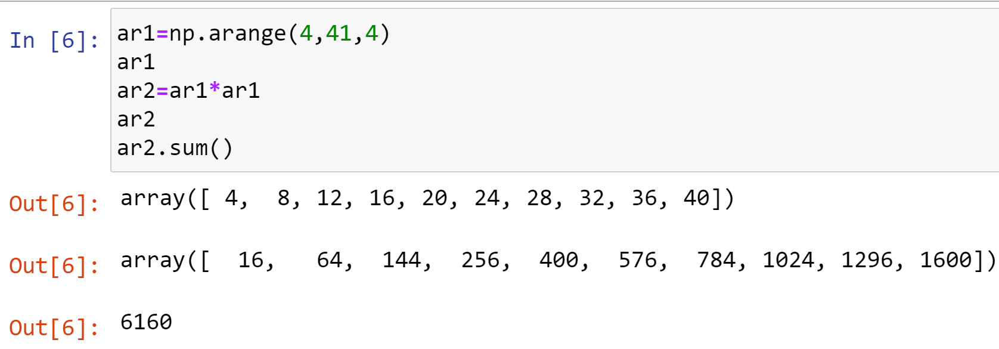 In [6]: ar1=np.arange(4,41,4)
ar1
ar2=ar1*ar1
ar2
ar2.sum()
Out[6]: array([ 4,  8, 12, 16, 20, 24, 28, 32, 36, 40])
Out[6]: array([  16,   64,  144,  256,  400,  576,  784, 1024, 1296, 1600])
Out[6]: 6160